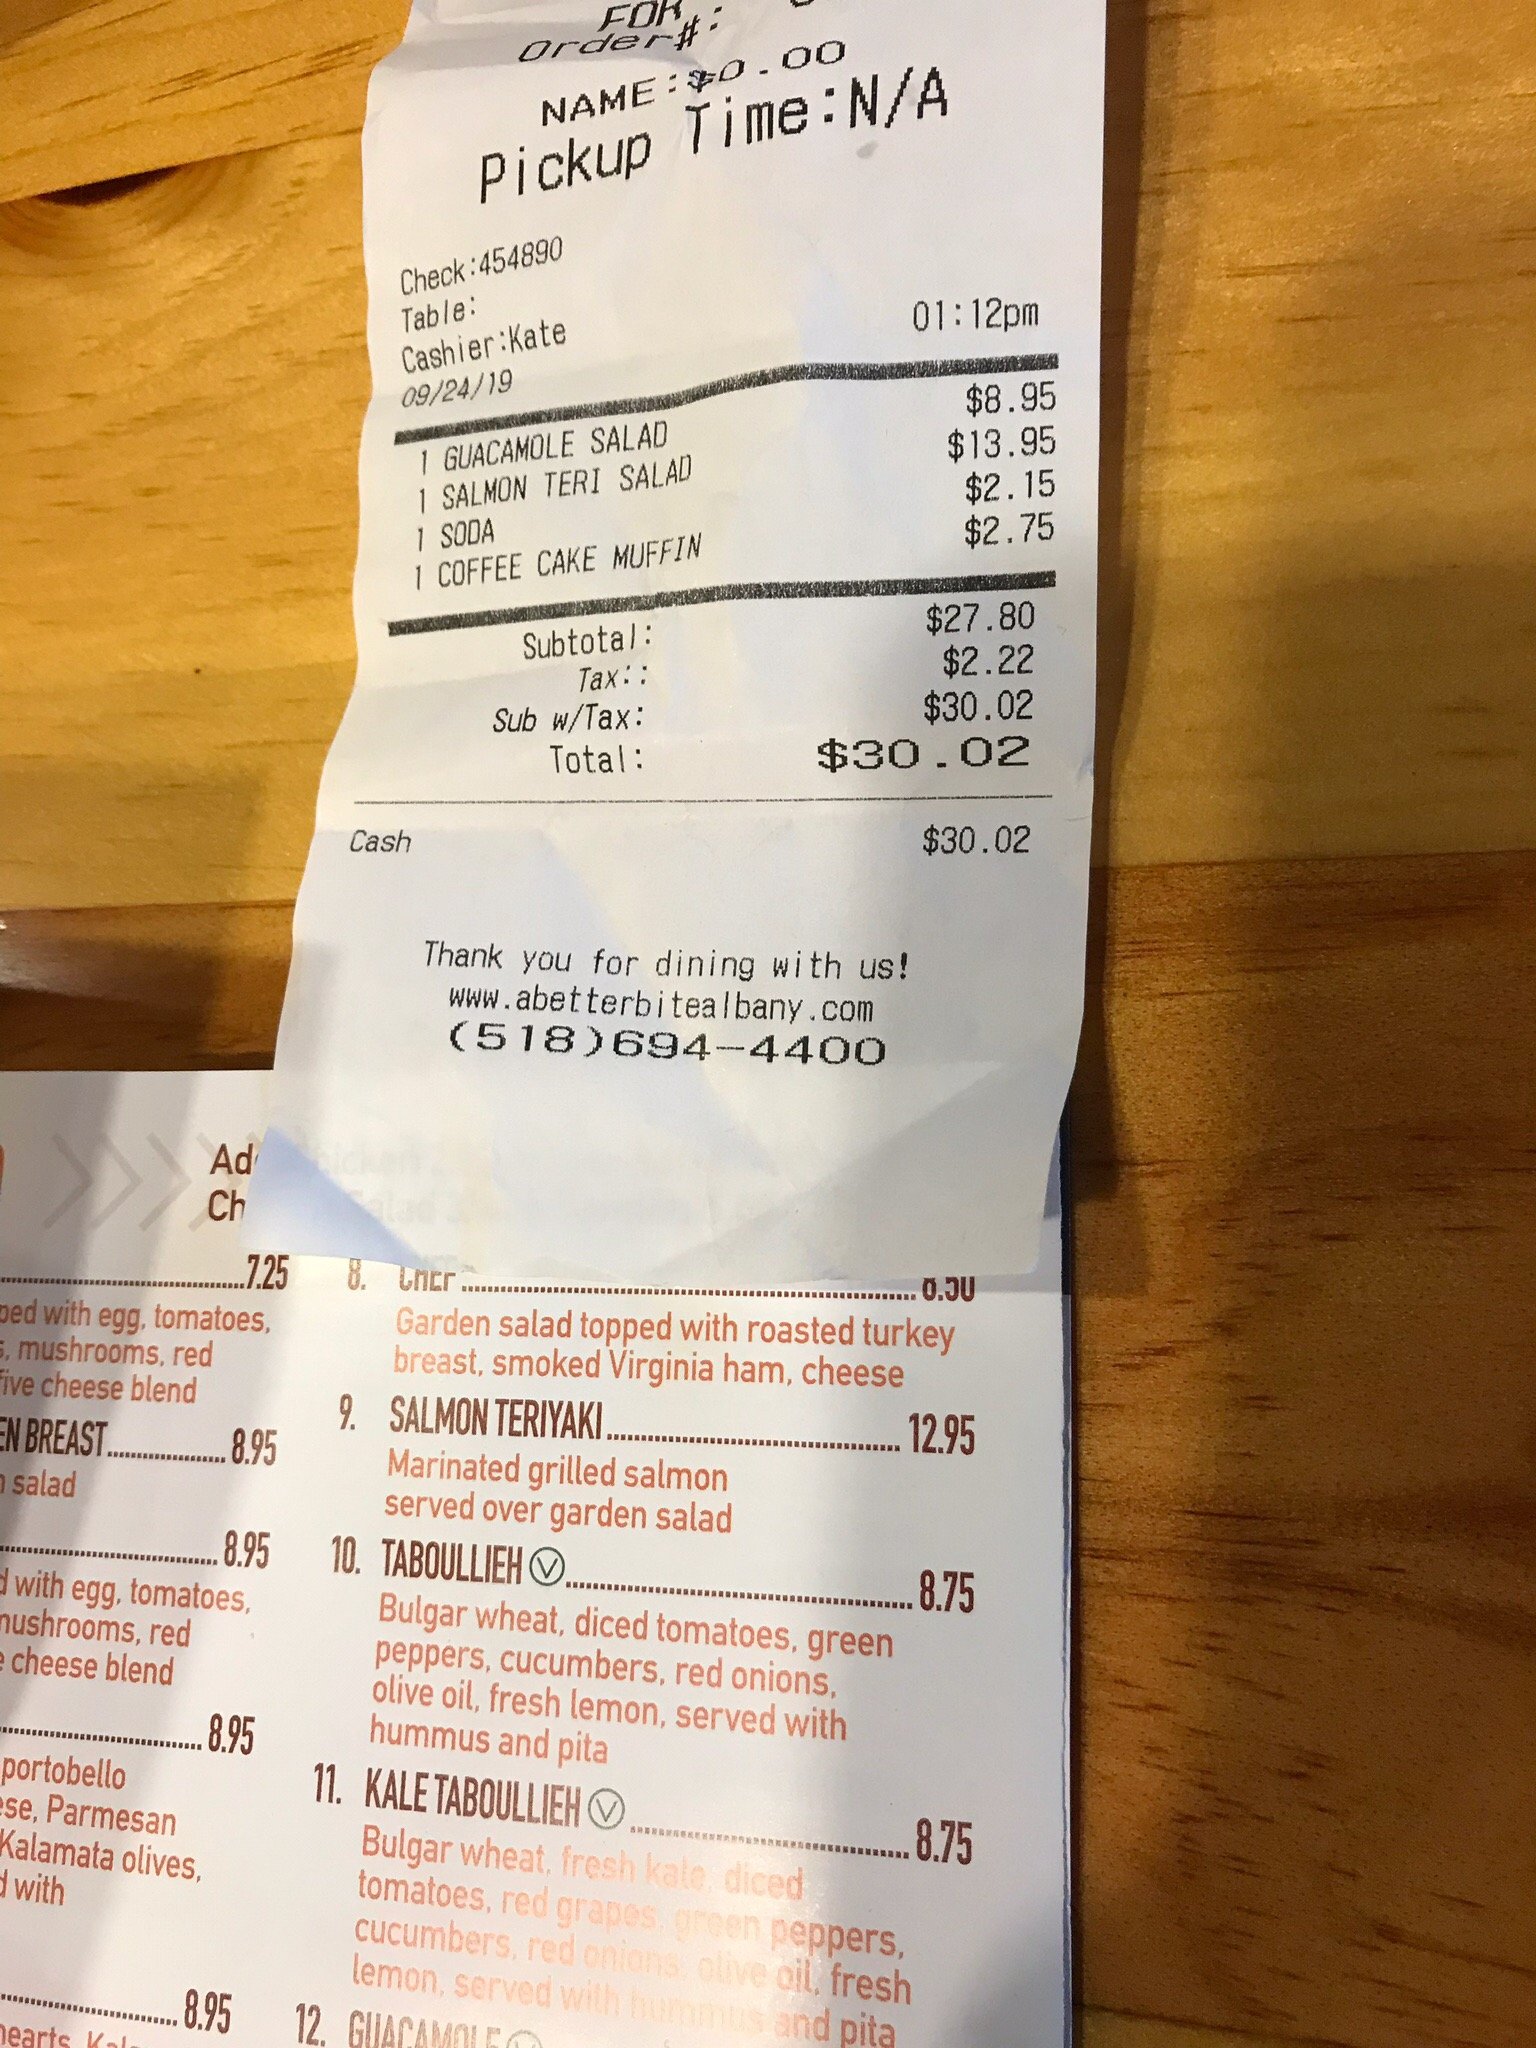 FOR
Order#:
NAME:$0.00
Pickup Time:N/A
Check:454890
Table:
Cashier:Kate 01:12pm
09/24/19
1 GUACAMOLE SALAD $8.95
1 SALMON TERI SALAD $13.95
1 SODA $2.15
1 COFFEE CAKE MUFFIN $2.75
Subtotal: $27.80
Tax:: $2.22
Sub w/Tax: $30.02
Total: $30.02
Cash $30.02
Thank you for dining with us!
www.abetterbitealbany.com
(518)694-4400
Ad
Ch
7.25
ped with egg, tomatoes,
s, mushrooms, red
five cheese blend
EN BREAST 8.95
n salad
8.95
d with egg, tomatoes,
mushrooms, red
e cheese blend
8.95
portobello
ese, Parmesan
Kalamata olives,
d with
8.95
hearts, Kal
8. CHEF 8.50
Garden salad topped with roasted turkey
breast, smoked Virginia ham, cheese
9. SALMON TERIYAKI 12.95
Marinated grilled salmon
served over garden salad
10. TABOULLIEH V 8.75
Bulgar wheat, diced tomatoes, green
peppers, cucumbers, red onions,
olive oil, fresh lemon, served with
hummus and pita
11. KALE TABOULLIEH V 8.75
Bulgar wheat, fresh kale, diced
tomatoes, red grapes, green peppers,
cucumbers, red onions, olive oil, fresh
lemon, served with hummus and pita
12. GUACAMOLE V